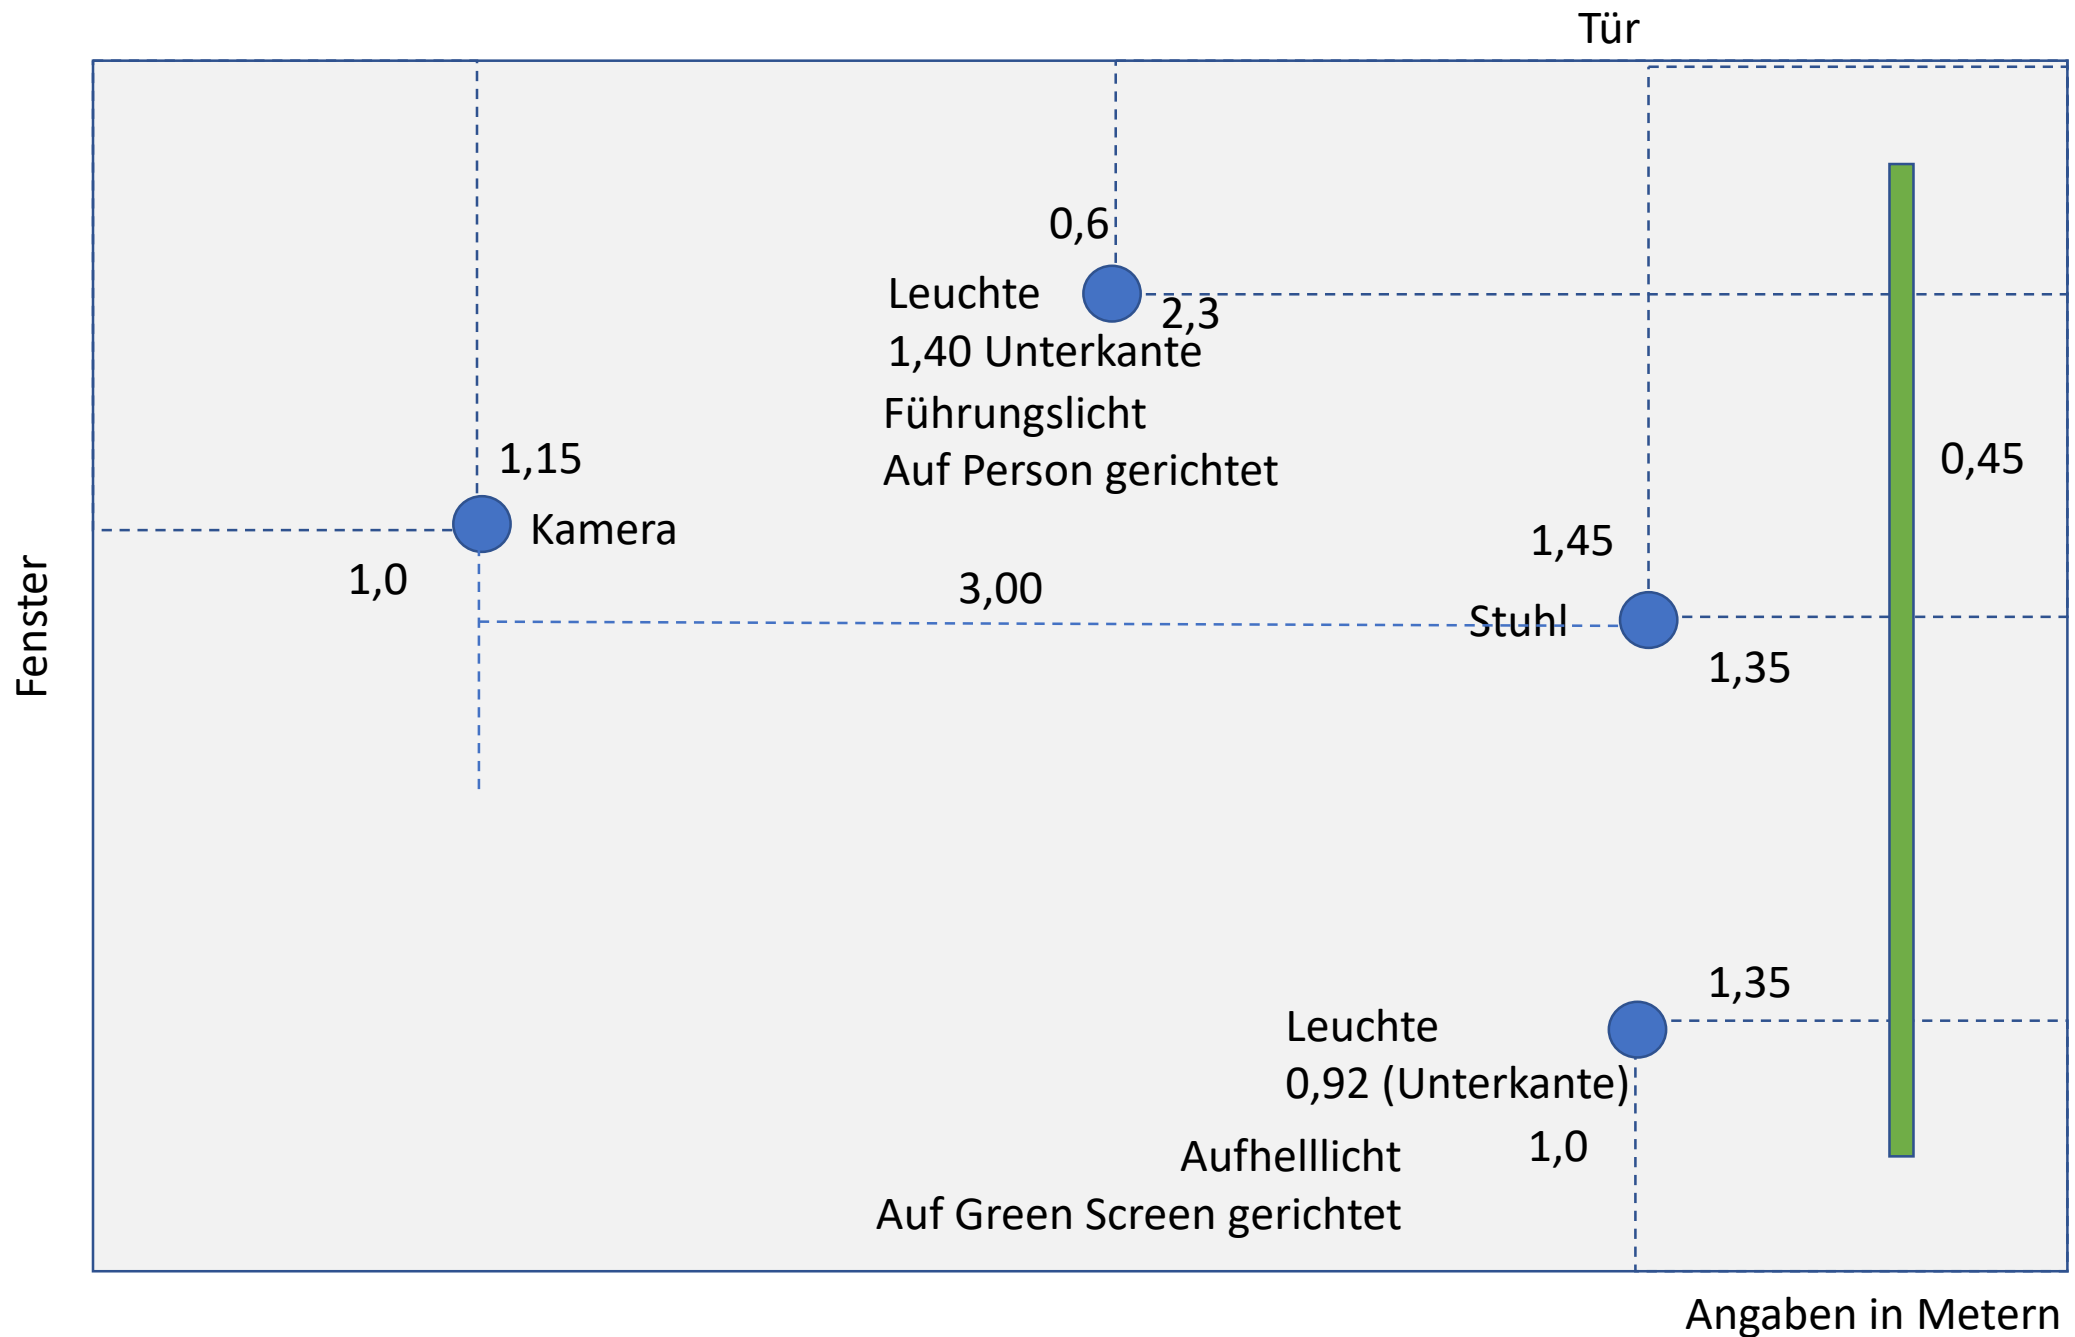 Tür
0,6
Leuchte
2,3
1,40 Unterkante
Führungslicht
Auf Person gerichtet
1,15
0,45
Kamera
1,45
1,0
3,00
Stuhl
Fenster
1,35
1,35
Leuchte
0,92 (Unterkante)
Aufhelllicht
1,0
Auf Green Screen gerichtet
Angaben in Metern